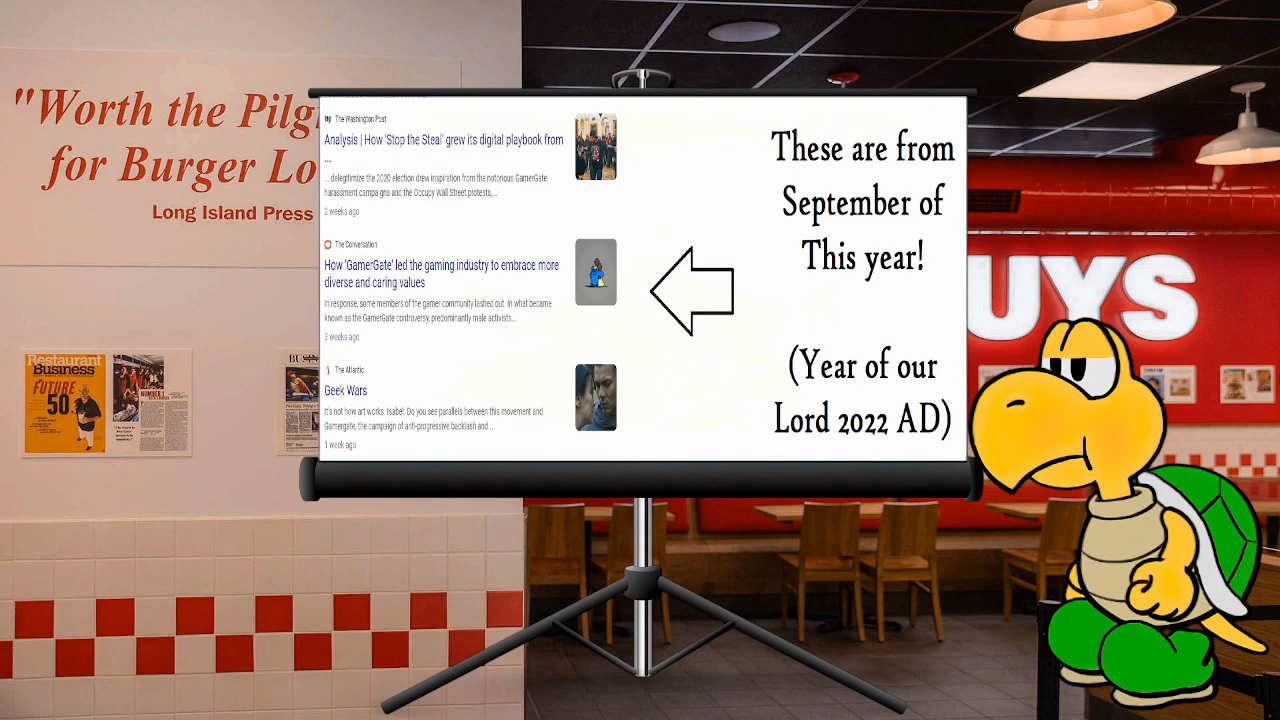 "Worth the Pilg
for Burger Lo
Long Island Press
Restaurant
Business
FUTURE
50
NUMBER 1
BUS
The Washington Post
Analysis | How 'Stop the Steal' grew its digital playbook from
...
... delegitimize the 2020 election drew inspiration from the notorious GamerGate
harassment campaigns and the Occupy Wall Street protests,...
2 weeks ago
The Conversation
How 'GamerGate' led the gaming industry to embrace more
diverse and caring values
In response, some members of the gamer community lashed out. In what became
known as the GamerGate controversy, predominantly male activists...
3 weeks ago
The Atlantic
Geek Wars
It's not how art works. Isabel: Do you see parallels between this movement and
Gamergate, the campaign of anti-progressive backlash and...
1 week ago
These are from
September of
This year!
(Year of our
Lord 2022 AD)
UYS